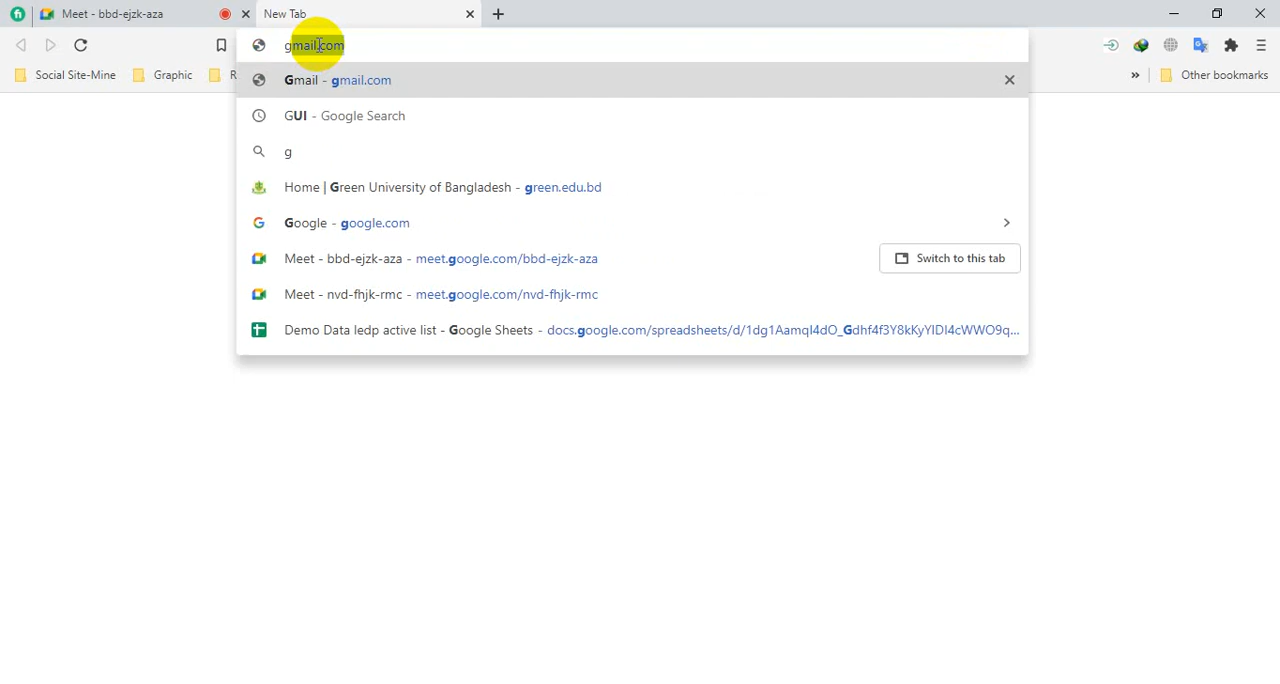 Meet - bbd-ejzk-aza
New Tab
gmail.com
Social Site-Mine
Graphic
R
Other bookmarks
Gmail - gmail.com
GUI - Google Search
g
Home | Green University of Bangladesh - green.edu.bd
Google - google.com
Meet - bbd-ejzk-aza - meet.google.com/bbd-ejzk-aza
Switch to this tab
Meet - nvd-fhjk-rmc - meet.google.com/nvd-fhjk-rmc
Demo Data ledp active list - Google Sheets - docs.google.com/spreadsheets/d/1dg1AamqI4dO_Gdhf4f3Y8kKyYIDI4cWWO9q...